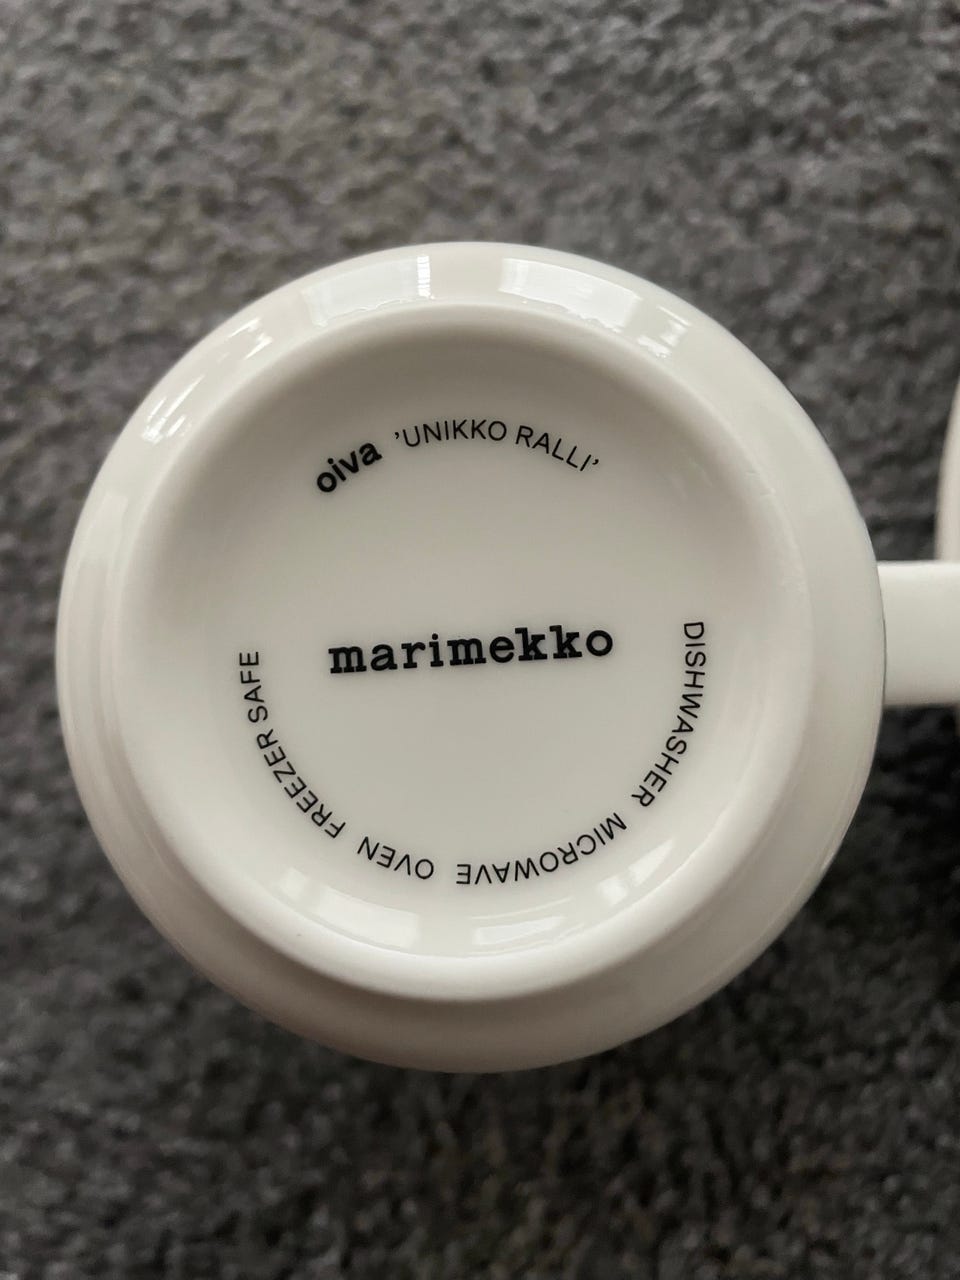 oiva ’UNIKKO RALLI’
marimekko
DISHWASHER MICROWAVE OVEN FREEZER SAFE